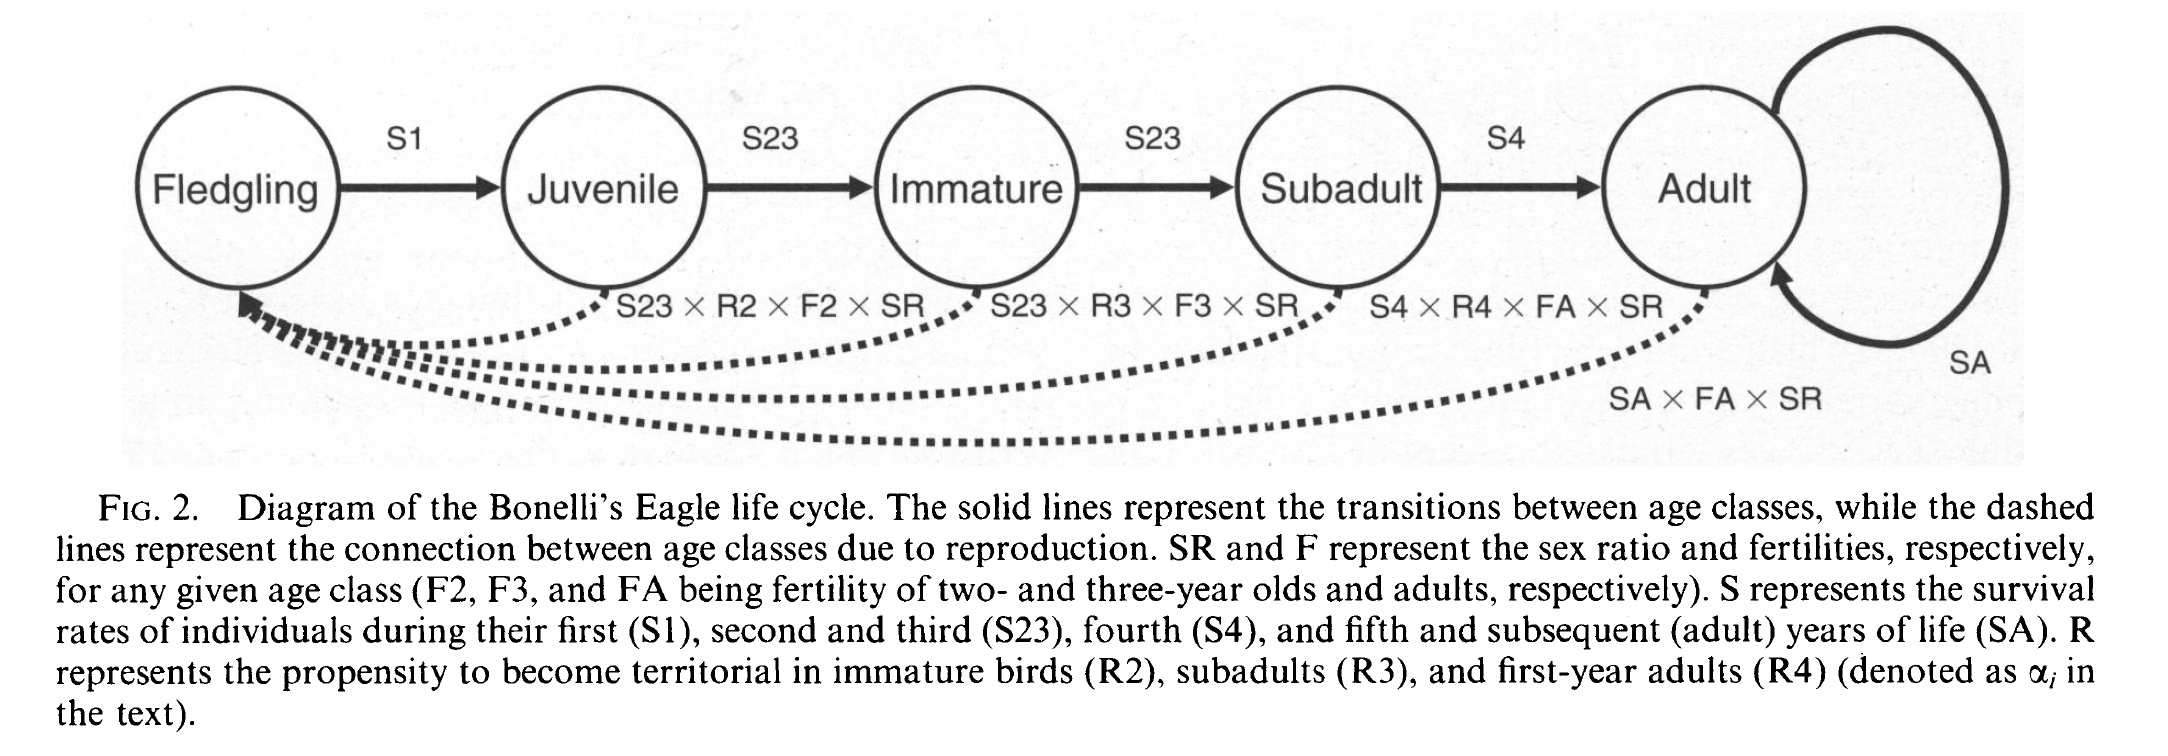 S1 S23 S23 S4
Fledgling Juvenile Immature Subadult Adult
S23 × R2 × F2 × SR S23 × R3 × F3 × SR S4 × R4 × FA × SR
SA
SA × FA × SR
FIG. 2. Diagram of the Bonelli's Eagle life cycle. The solid lines represent the transitions between age classes, while the dashed
lines represent the connection between age classes due to reproduction. SR and F represent the sex ratio and fertilities, respectively,
for any given age class (F2, F3, and FA being fertility of two- and three-year olds and adults, respectively). S represents the survival
rates of individuals during their first (S1), second and third (S23), fourth (S4), and fifth and subsequent (adult) years of life (SA). R
represents the propensity to become territorial in immature birds (R2), subadults (R3), and first-year adults (R4) (denoted as αi in
the text).